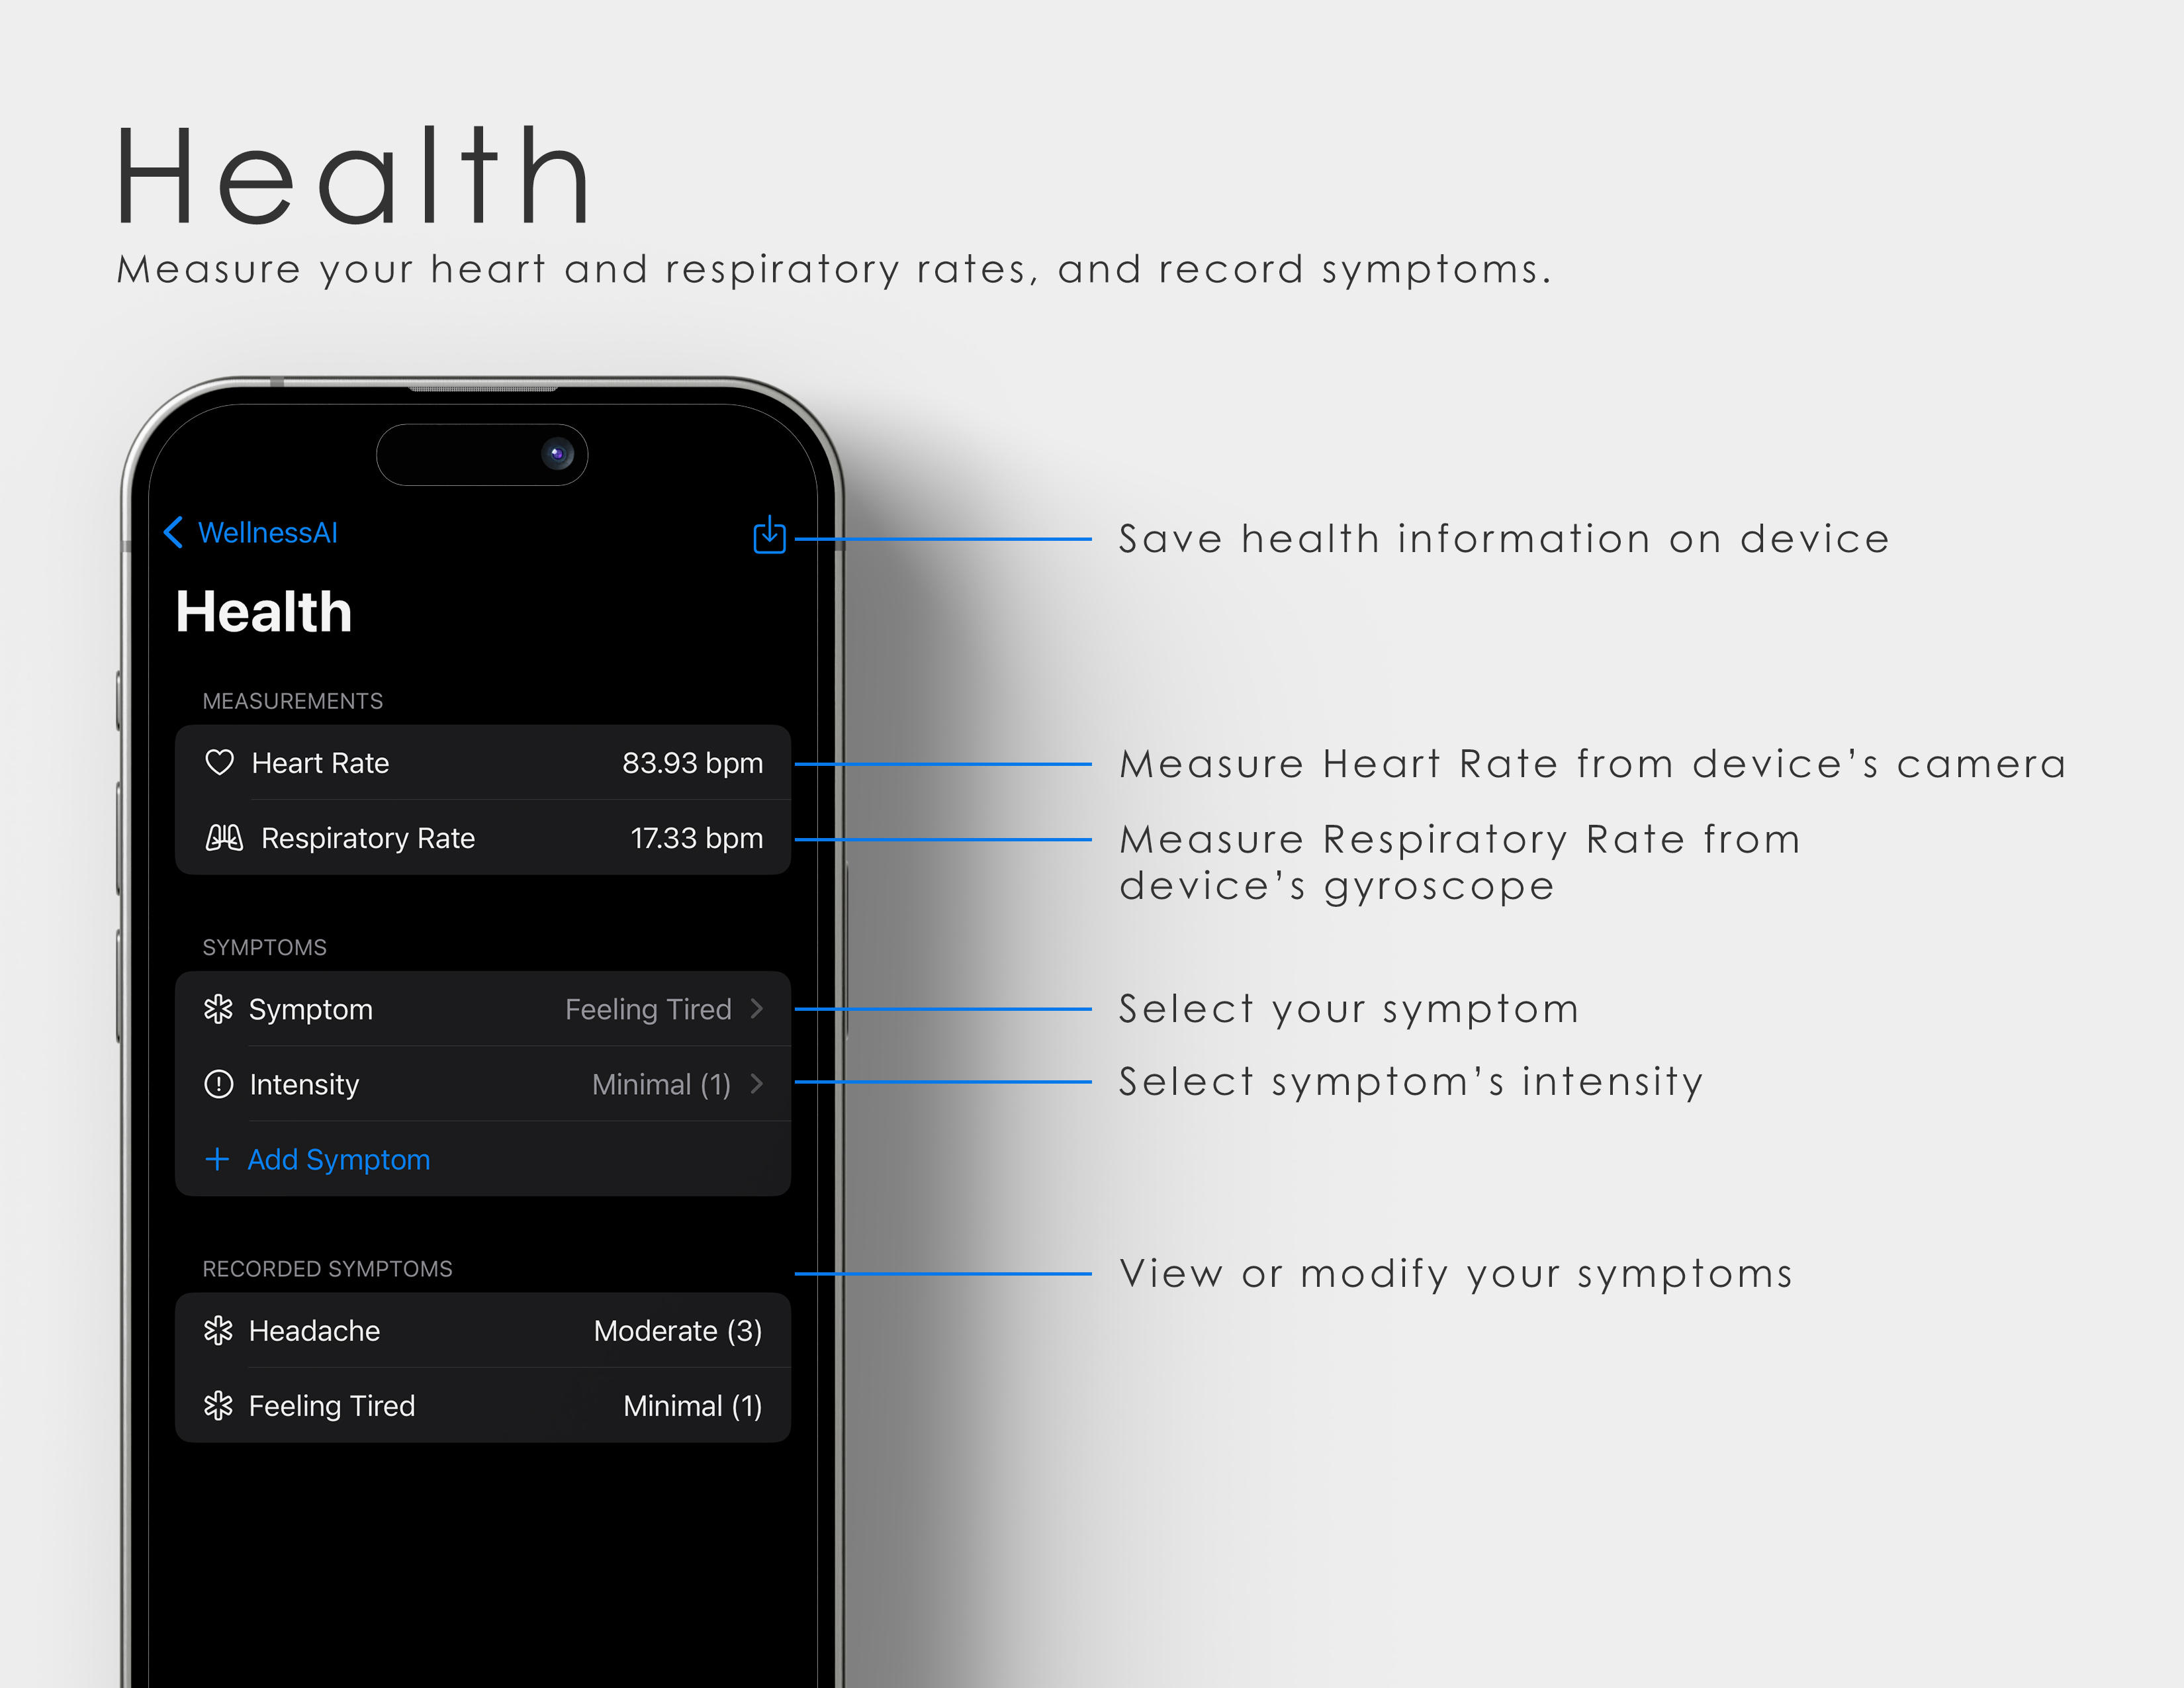 Health
Measure your heart and respiratory rates, and record symptoms.
WellnessAI
Save health information on device
Health
MEASUREMENTS
Heart Rate 83.93 bpm
Measure Heart Rate from device’s camera
Respiratory Rate 17.33 bpm
Measure Respiratory Rate from
device’s gyroscope
SYMPTOMS
Symptom Feeling Tired
Select your symptom
Intensity Minimal (1)
Select symptom’s intensity
Add Symptom
RECORDED SYMPTOMS
View or modify your symptoms
Headache Moderate (3)
Feeling Tired Minimal (1)